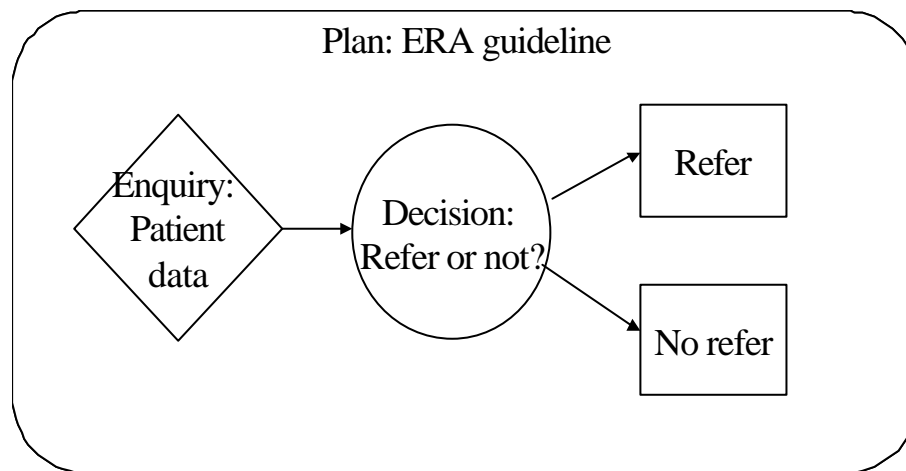 Plan: ERA guideline
Enquiry:
Patient
data
Decision:
Refer or not?
Refer
No refer